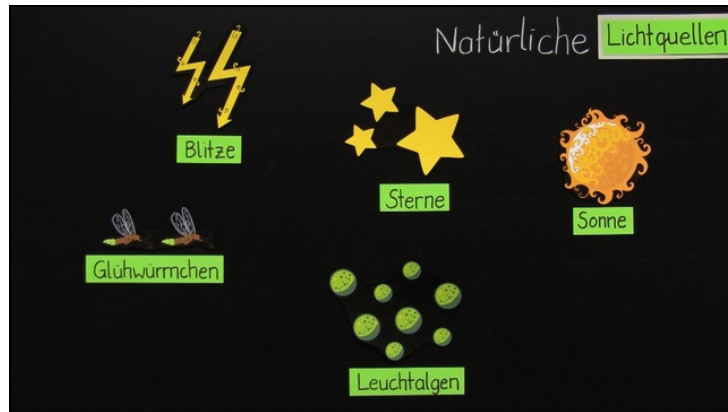 Natürliche Lichtquellen
Blitze
Sterne
Sonne
Glühwürmchen
Leuchtalgen